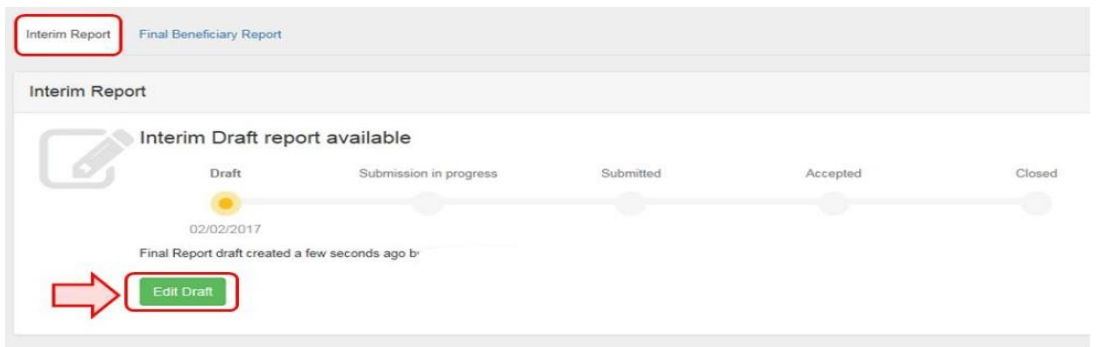 Interim Report Final Beneficiary Report
Interim Report
Interim Draft report available
Draft Submission in progress Submitted Accepted Closed
02/02/2017
Final Report draft created a few seconds ago
Edit Draft